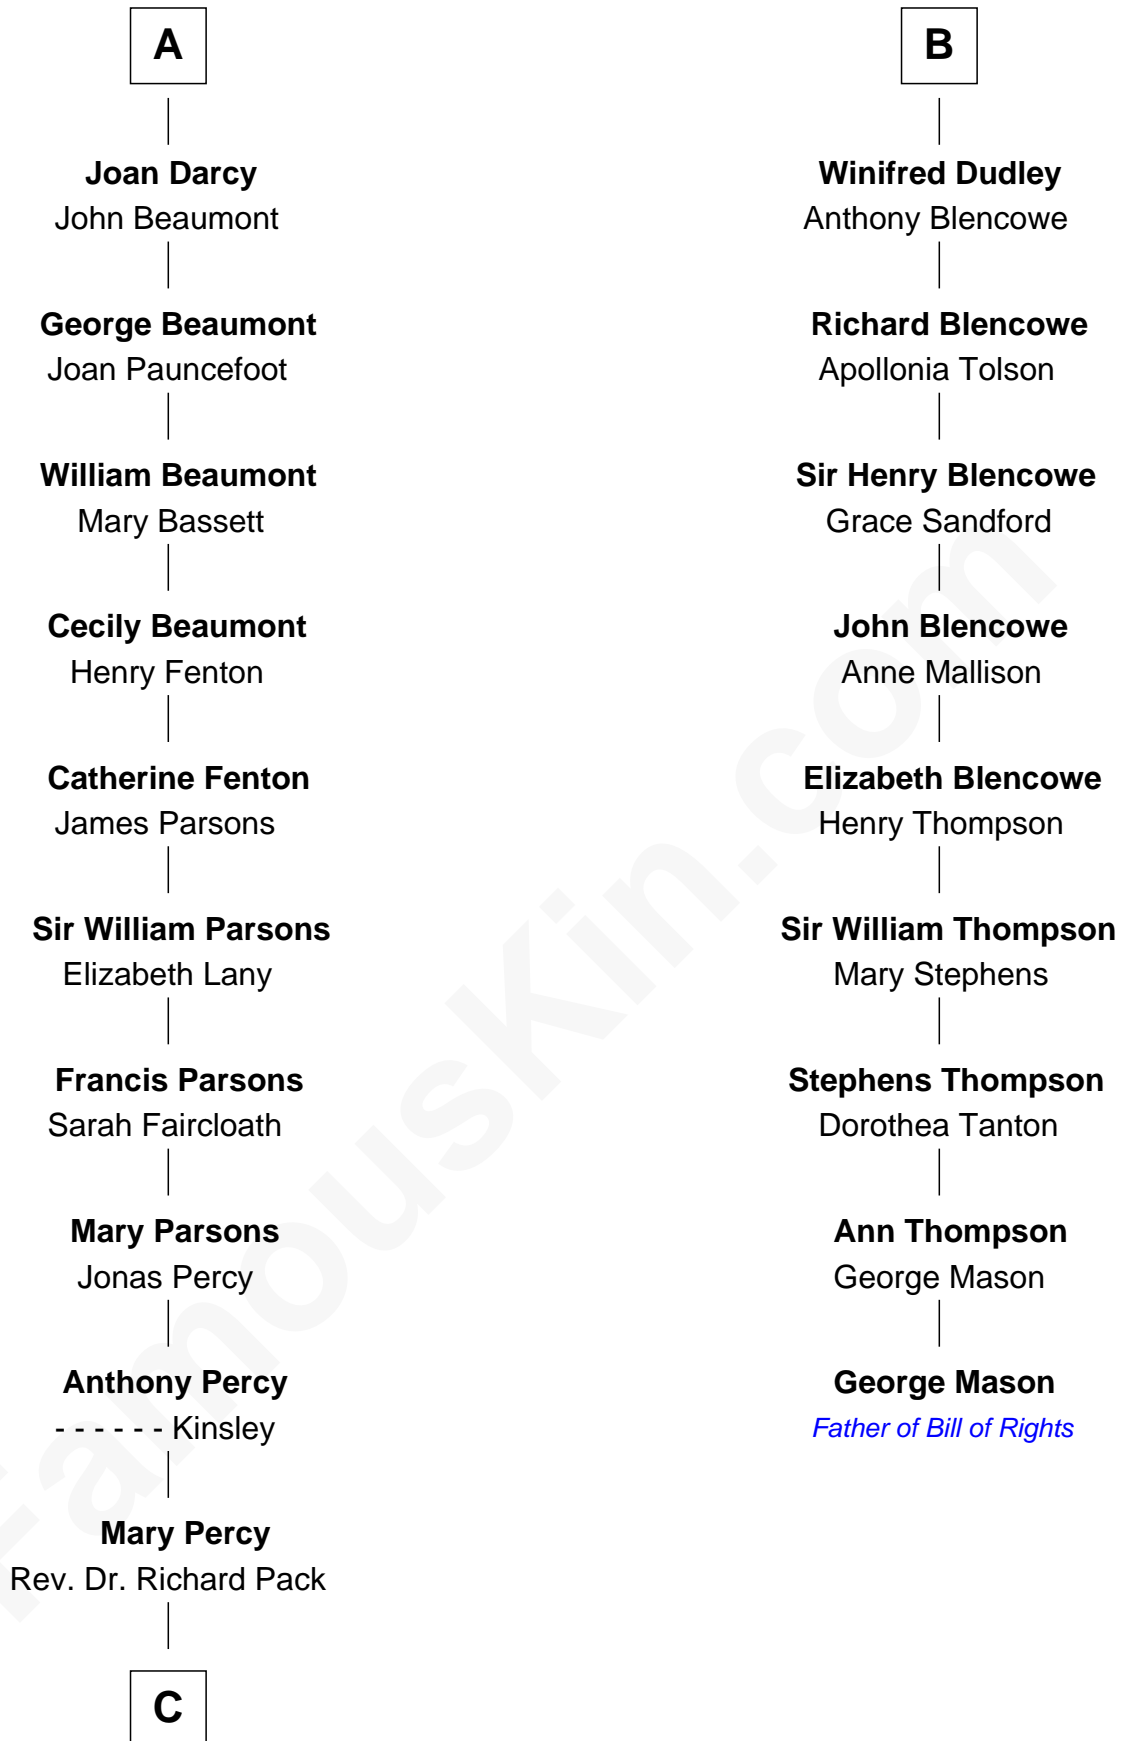 A
Joan Darcy
John Beaumont
George Beaumont
Joan Pauncefoot
William Beaumont
Mary Bassett
Cecily Beaumont
Henry Fenton
Catherine Fenton
James Parsons
Sir William Parsons
Elizabeth Lany
Francis Parsons
Sarah Faircloath
Mary Parsons
Jonas Percy
Anthony Percy
- - - - - - Kinsley
Mary Percy
Rev. Dr. Richard Pack
C
B
Winifred Dudley
Anthony Blencowe
Richard Blencowe
Apollonia Tolson
Sir Henry Blencowe
Grace Sandford
John Blencowe
Anne Mallison
Elizabeth Blencowe
Henry Thompson
Sir William Thompson
Mary Stephens
Stephens Thompson
Dorothea Tanton
Ann Thompson
George Mason
George Mason
Father of Bill of Rights
FamousKin.com